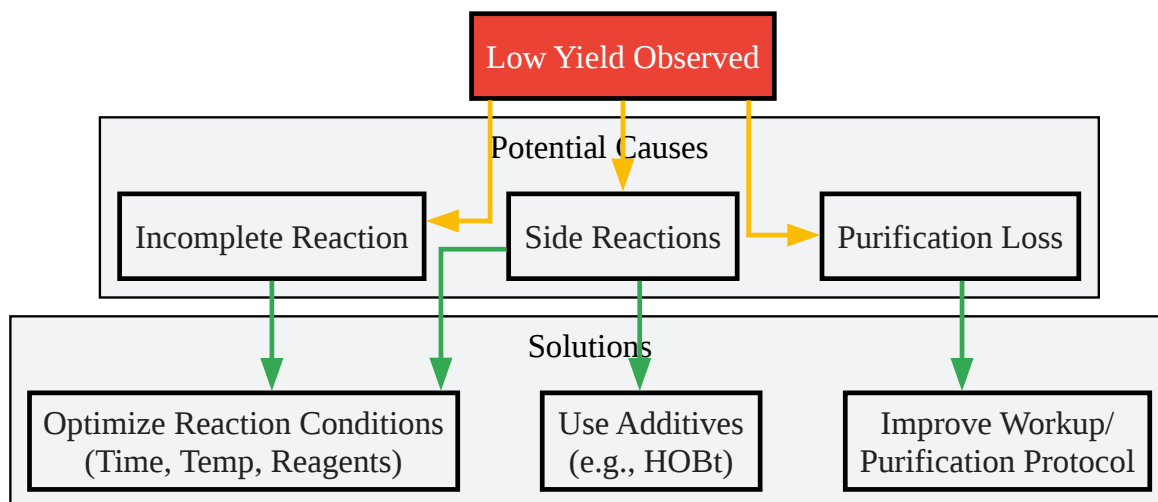 Low Yield Observed
Potential Causes
Incomplete Reaction
Side Reactions
Purification Loss
Solutions
Optimize Reaction Conditions
(Time, Temp, Reagents)
Use Additives
(e.g., HOBt)
Improve Workup/
Purification Protocol